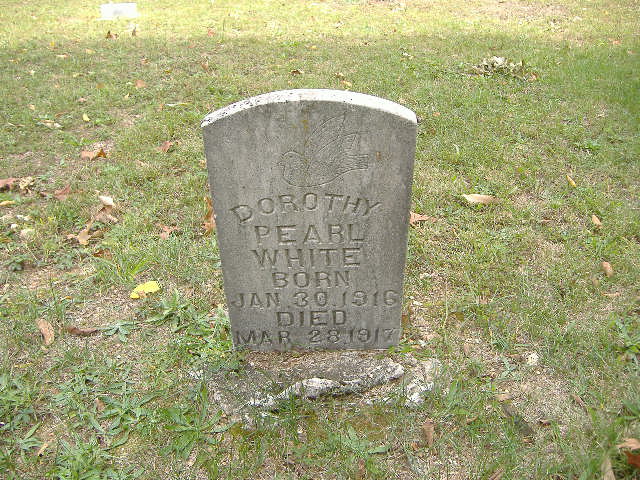 DOROTHY
PEARL
WHITE
BORN
JAN. 30, 1916
DIED
MAR. 28, 1917